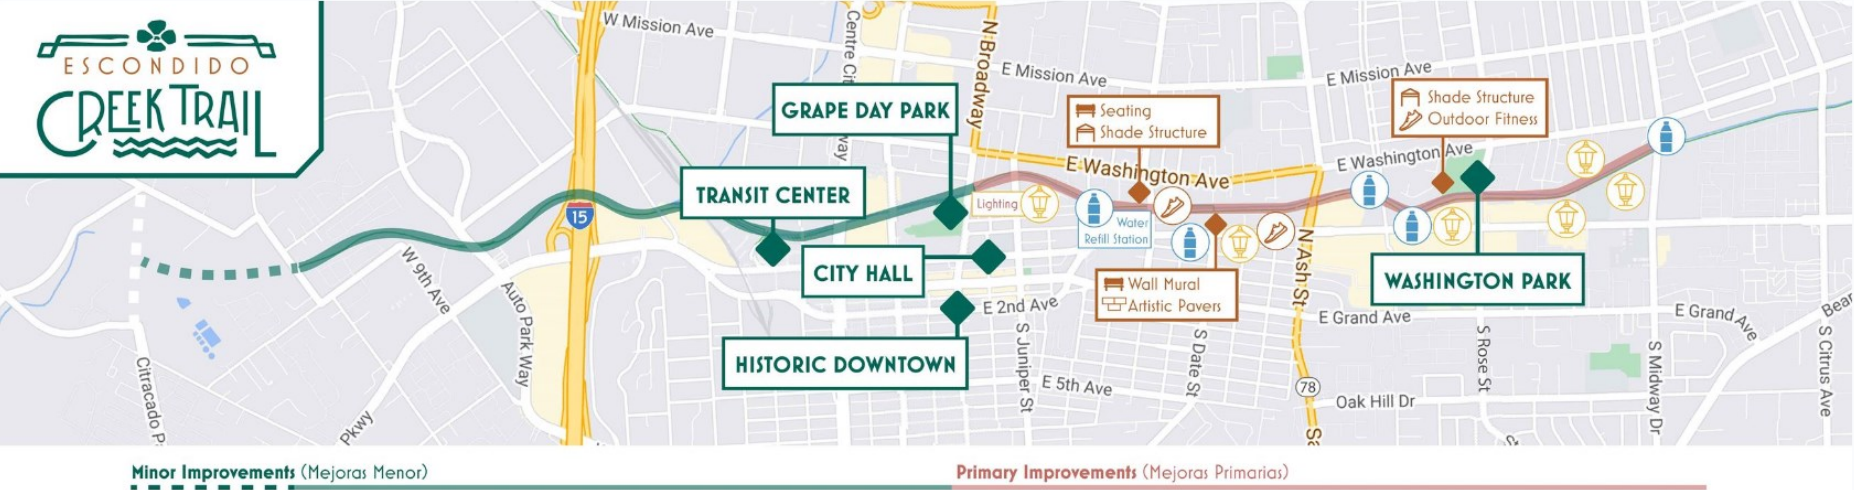 ESCONDIDO
CREEK TRAIL
W Mission Ave
Centre Cit
way
N Broadway
E Mission Ave
E Mission Ave
GRAPE DAY PARK
Seating
Shade Structure
Shade Structure
Outdoor Fitness
E Washington Ave
E Washington Ave
TRANSIT CENTER
15
Lighting
Water
Refill Station
CITY HALL
W 9th Ave
Auto Park Way
E 2nd Ave
Wall Mural
Artistic Pavers
N Ash St
WASHINGTON PARK
E Grand Ave
E Grand Ave
Bear
HISTORIC DOWNTOWN
S Juniper St
S Date St
S Rose St
S Midway Dr
S Citrus Ave
E 5th Ave
78
Oak Hill Dr
Citracado P
Pkwy
Minor Improvements (Mejoras Menor)
Primary Improvements (Mejoras Primarias)